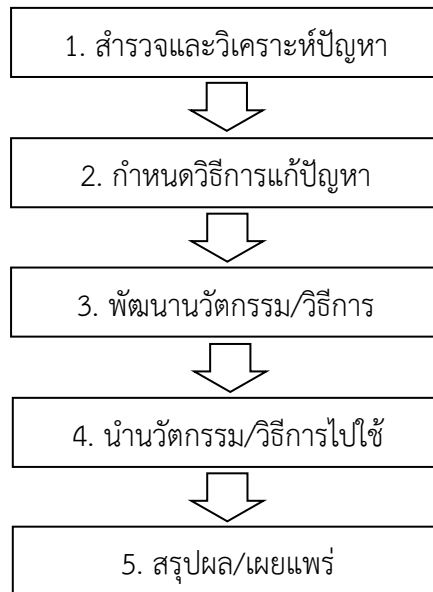 1. สำรวจและวิเคราะห์ปัญหา
2. กำหนดวิธีการแก้ปัญหา
3. พัฒนานวัตกรรม/วิธีการ
4. นำนวัตกรรม/วิธีการไปใช้
5. สรุปผล/เผยแพร่